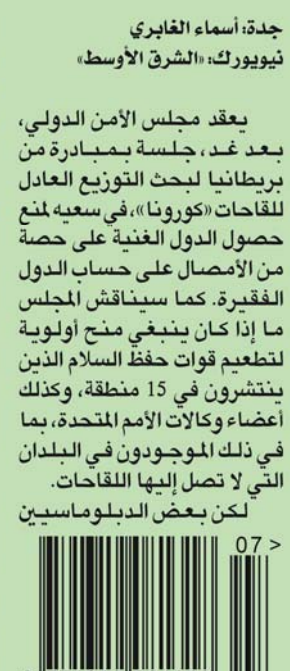 جدة: أسماء الغابري
نيويورك: «الشرق الأوسط»
يعقد مجلس الأمن الدولي،
بعد غد، جلسة بمبادرة من
بريطانيا لبحث التوزيع العادل
للقاحات «كورونا»، في سعيه لمنع
حصول الدول الغنية على حصة
من الأمصال على حساب الدول
الفقيرة. كما سيناقش المجلس
ما إذا كان ينبغي منح أولوية
لتطعيم قوات حفظ السلام الذين
ينتشرون في 15 منطقة، وكذلك
أعضاء وكالات الأمم المتحدة، بما
في ذلك الموجودون في البلدان
التي لا تصل إليها اللقاحات.
لكن بعض الدبلوماسيين
07 >